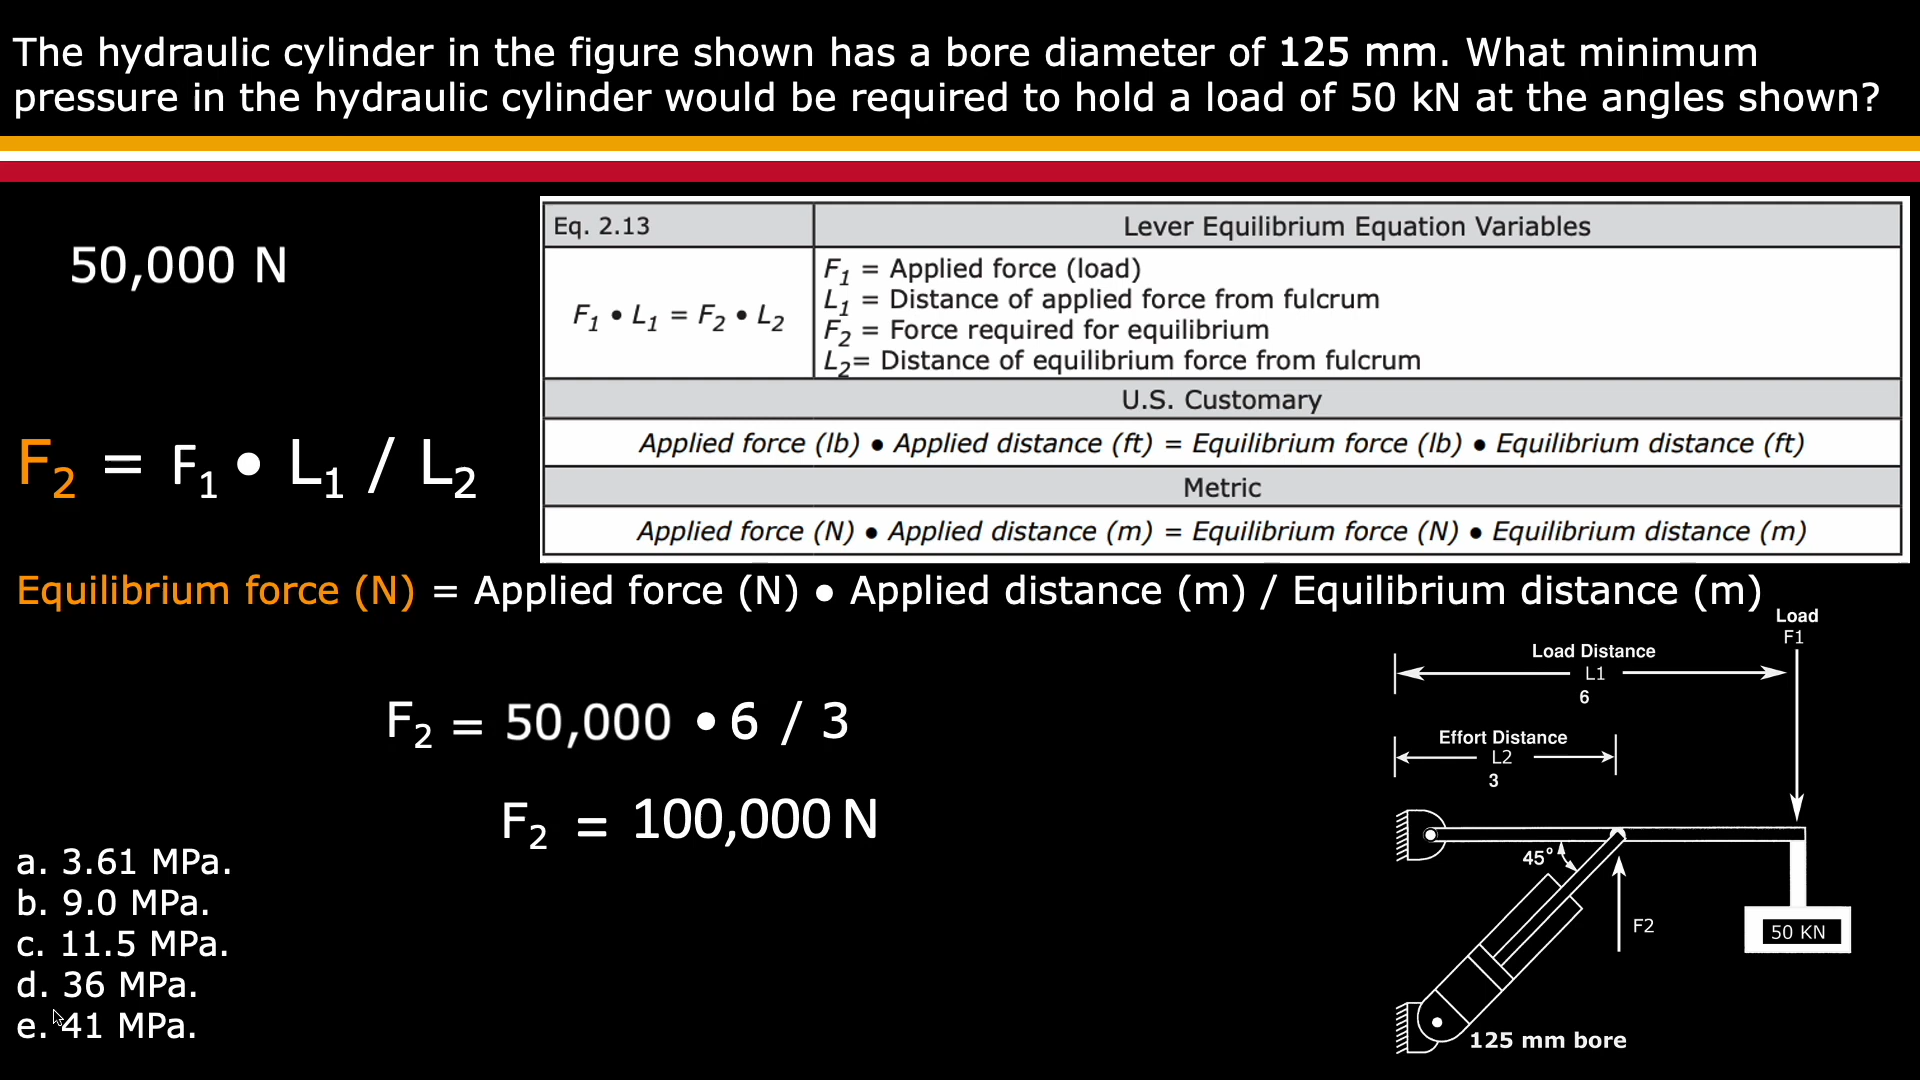 The hydraulic cylinder in the figure shown has a bore diameter of 125 mm. What minimum
pressure in the hydraulic cylinder would be required to hold a load of 50 kN at the angles shown?
50,000 N
Eq. 2.13
Lever Equilibrium Equation Variables
F1 • L1 = F2 • L2
F1 = Applied force (load)
L1 = Distance of applied force from fulcrum
F2 = Force required for equilibrium
L2= Distance of equilibrium force from fulcrum
U.S. Customary
Applied force (lb) • Applied distance (ft) = Equilibrium force (lb) • Equilibrium distance (ft)
Metric
Applied force (N) • Applied distance (m) = Equilibrium force (N) • Equilibrium distance (m)
F2 = F1 • L1 / L2
Equilibrium force (N) = Applied force (N) • Applied distance (m) / Equilibrium distance (m)
F2 = 50,000 • 6 / 3
F2 = 100,000 N
a. 3.61 MPa.
b. 9.0 MPa.
c. 11.5 MPa.
d. 36 MPa.
e. 41 MPa.
Load
F1
Load Distance
L1
6
Effort Distance
L2
3
45°
F2
50 KN
125 mm bore